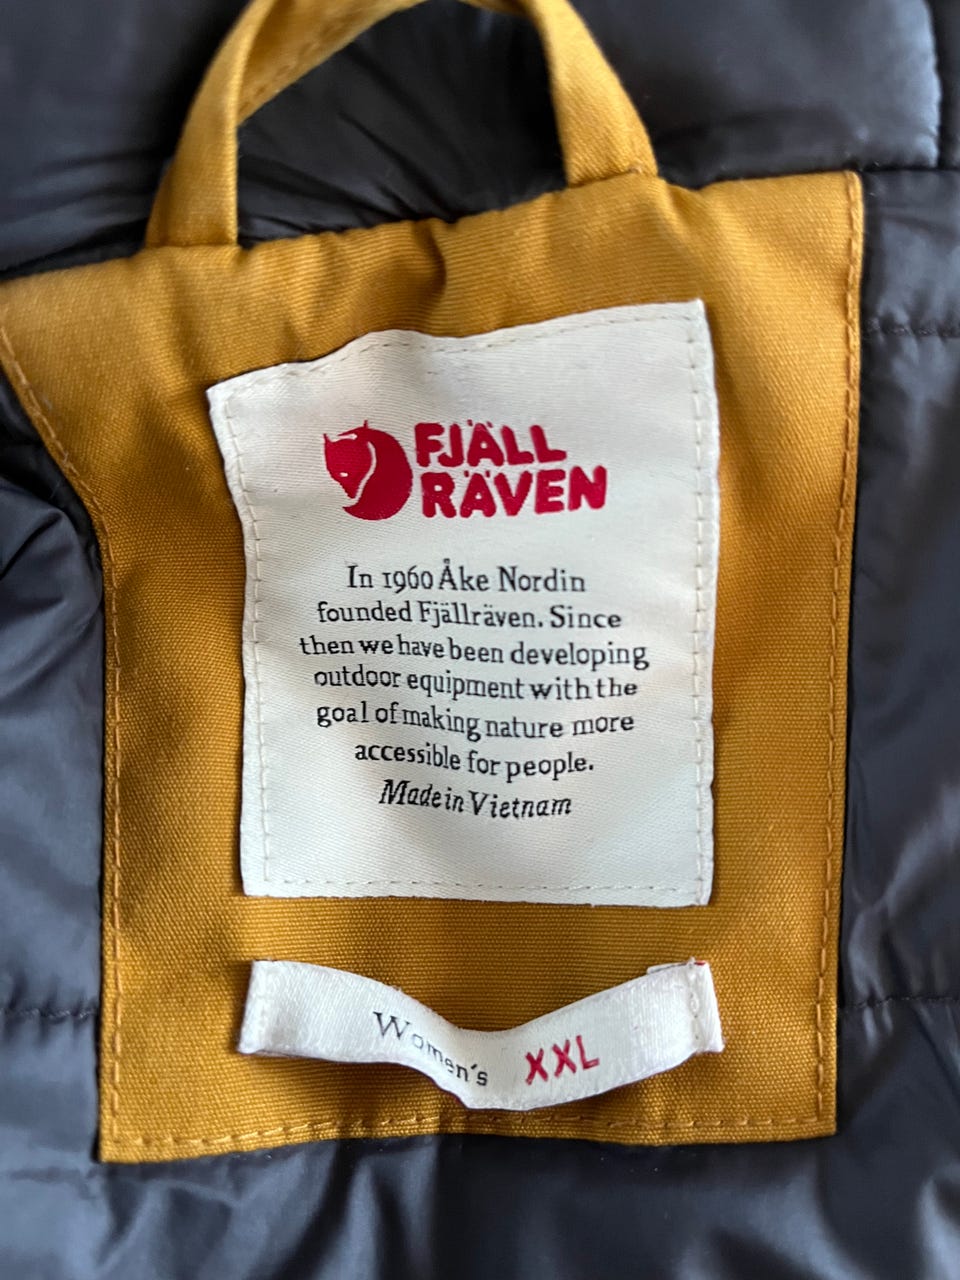 FJÄLL
RÄVEN
In 1960 Åke Nordin
founded Fjällräven. Since
then we have been developing
outdoor equipment with the
goal of making nature more
accessible for people.
Made in Vietnam
Women's XXL